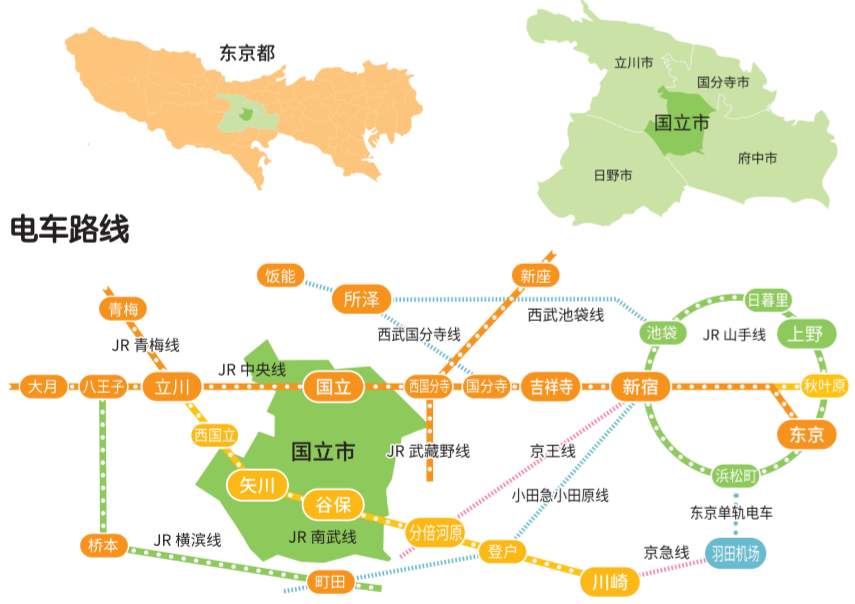 东京都
立川市
国分寺市
国立市
府中市
日野市
电车路线
饭能
新座
所泽
青梅
日暮里
西武池袋线
西武国分寺线
池袋
JR 山手线
上野
JR 青梅线
JR 中央线
大月
八王子
立川
国立
西国分寺
国分寺
吉祥寺
新宿
秋叶原
西国立
东京
国立市
JR 武藏野线
京王线
浜松町
矢川
小田急小田原线
谷保
东京单轨电车
分倍河原
JR 南武线
桥本
JR 横滨线
登户
京急线
羽田机场
町田
川崎